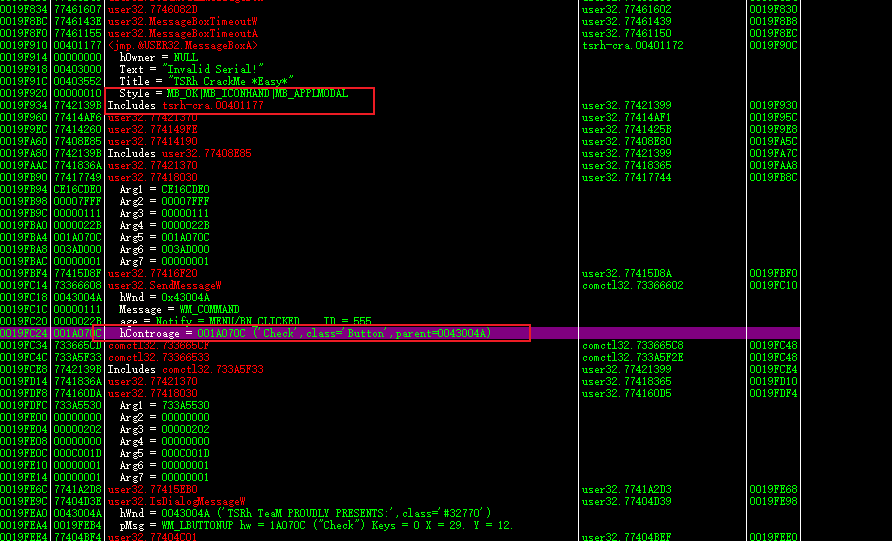 0019F834 77461607 user32.7746082D user32.77461602 0019F830
0019F8BC 7746143E user32.MessageBoxTimeoutW user32.77461439 0019F8B8
0019F8F0 77461155 user32.MessageBoxTimeoutA user32.77461150 0019F8EC
0019F910 00401177 <jmp.&USER32.MessageBoxA> tsrh-cra.00401172 0019F90C
0019F914 00000000 hOwner = NULL
0019F918 00403000 Text = "Invalid Serial!"
0019F91C 00403552 Title = "TSRh CrackMe *Easy*"
0019F920 00000010 Style = MB_OK|MB_ICONHAND|MB_APPLMODAL
0019F934 7742139B Includes tsrh-cra.00401177 user32.77421399 0019F930
0019F960 77414AF6 user32.77421370 user32.77414AF1 0019F95C
0019F9EC 77414260 user32.774149FE user32.7741425B 0019F9E8
0019FA60 77408E85 user32.77414190 user32.77408E80 0019FA5C
0019FA80 7742139B Includes user32.77408E85 user32.77421399 0019FA7C
0019FAAC 7741836A user32.77421370 user32.77418365 0019FAA8
0019FB90 77417749 user32.77418030 user32.77417744 0019FB8C
0019FB94 CE16CDE0 Arg1 = CE16CDE0
0019FB98 00007FFF Arg2 = 00007FFF
0019FB9C 00000111 Arg3 = 00000111
0019FBA0 0000022B Arg4 = 0000022B
0019FBA4 001A070C Arg5 = 001A070C
0019FBA8 003AD000 Arg6 = 003AD000
0019FBAC 00000001 Arg7 = 00000001
0019FBF4 77415D8F user32.77416F20 user32.77415D8A 0019FBF0
0019FC14 73366608 user32.SendMessageW comctl32.73366602 0019FC10
0019FC18 0043004A hWnd = 0x43004A
0019FC1C 00000111 Message = WM_COMMAND
0019FC20 0000022B age = Notify = MENU/BN_CLICKED... ID = 555.
0019FC24 001A070C hControage = 001A070C ('Check',class='Button',parent=0043004A)
0019FC34 733665CD comctl32.733665CF comctl32.733665C8 0019FC48
0019FC4C 733A5F33 comctl32.73366533 comctl32.733A5F2E 0019FC48
0019FCE8 7742139B Includes comctl32.733A5F33 user32.77421399 0019FCE4
0019FD14 7741836A user32.77421370 user32.77418365 0019FD10
0019FDF8 774160DA user32.77418030 user32.774160D5 0019FDF4
0019FDFC 733A5530 Arg1 = 733A5530
0019FE00 00000000 Arg2 = 00000000
0019FE04 00000202 Arg3 = 00000202
0019FE08 00000000 Arg4 = 00000000
0019FE0C 000C001D Arg5 = 000C001D
0019FE10 00000001 Arg6 = 00000001
0019FE14 00000001 Arg7 = 00000001
0019FE6C 7741A2D8 user32.77415EB0 user32.7741A2D3 0019FE68
0019FE9C 77404D3E user32.IsDialogMessageW user32.77404D39 0019FE98
0019FEA0 0043004A hWnd = 0043004A ('TSRh TeaM PROUDLY PRESENTS:',class='#32770')
0019FEA4 0019FEB4 pMsg = WM_LBUTTONUP hw = 1A070C ("Check") Keys = 0 X = 29. Y = 12.
0019FEE4 77404BF4 user32.77404C01 user32.77404BEF 0019FEE0